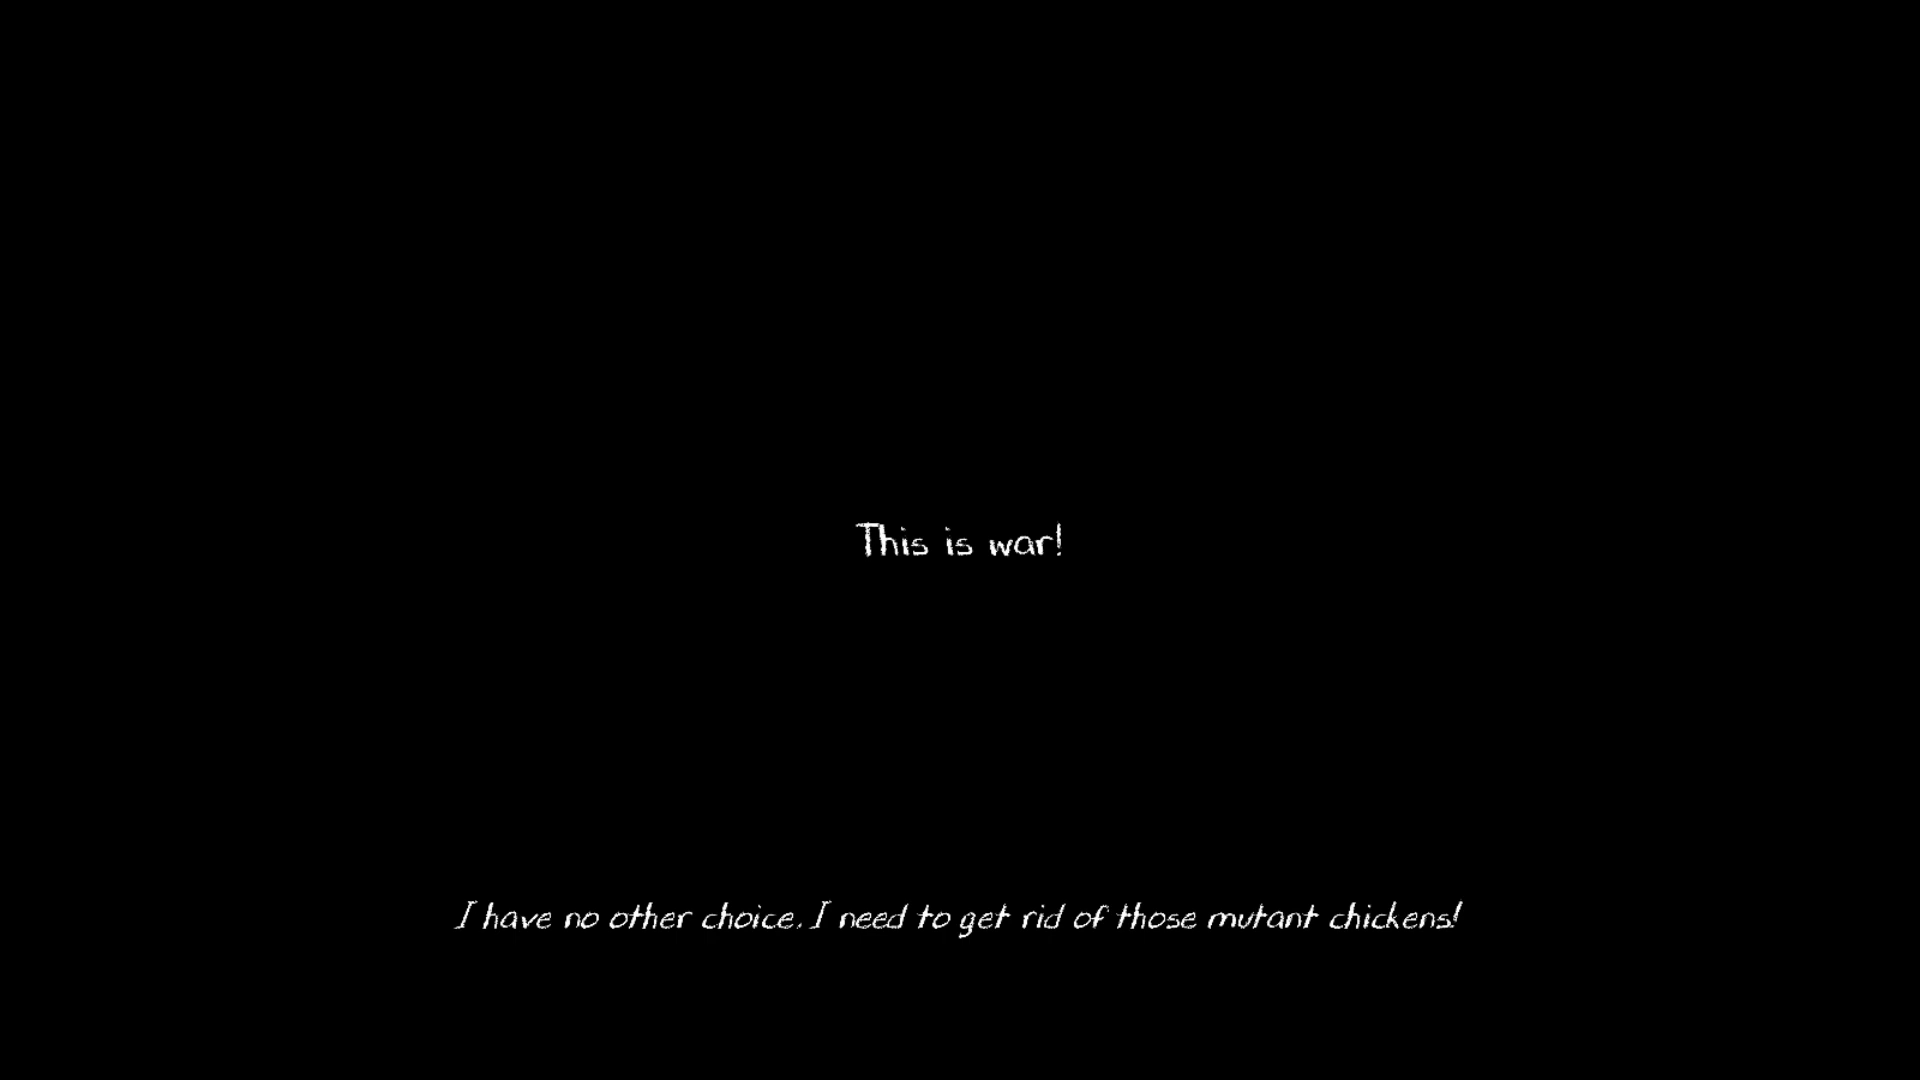 This is war!
I have no other choice. I need to get rid of those mutant chickens!